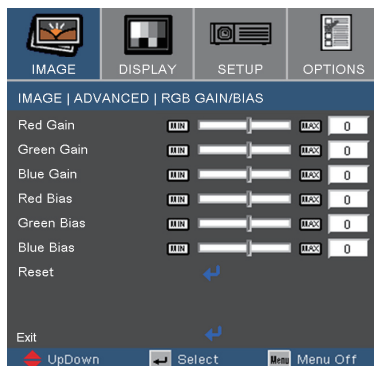 IMAGE DISPLAY SETUP OPTIONS
IMAGE | ADVANCED | RGB GAIN/BIAS
Red Gain MIN MAX 0
Green Gain MIN MAX 0
Blue Gain MIN MAX 0
Red Bias MIN MAX 0
Green Bias MIN MAX 0
Blue Bias MIN MAX 0
Reset
Exit
UpDown Select Menu Menu Off